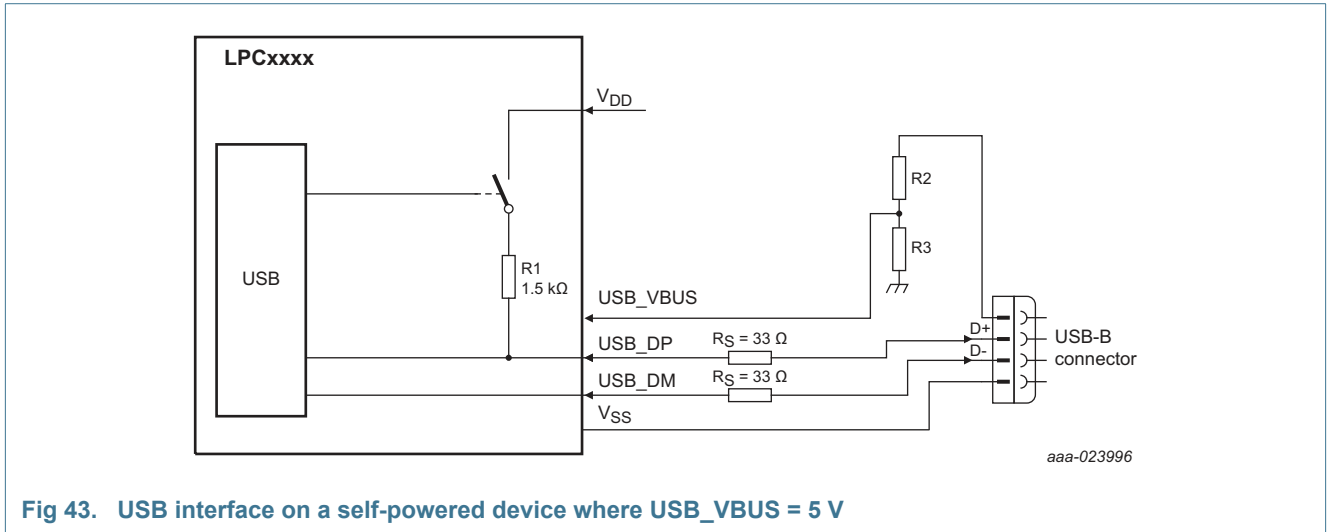 LPCxxxx
VDD
R2
R3
USB
R1
1.5 kΩ
USB_VBUS
D+
USB-B
USB_DP
RS = 33 Ω
D-
connector
USB_DM
RS = 33 Ω
VSS
aaa-023996
Fig 43. USB interface on a self-powered device where USB_VBUS = 5 V